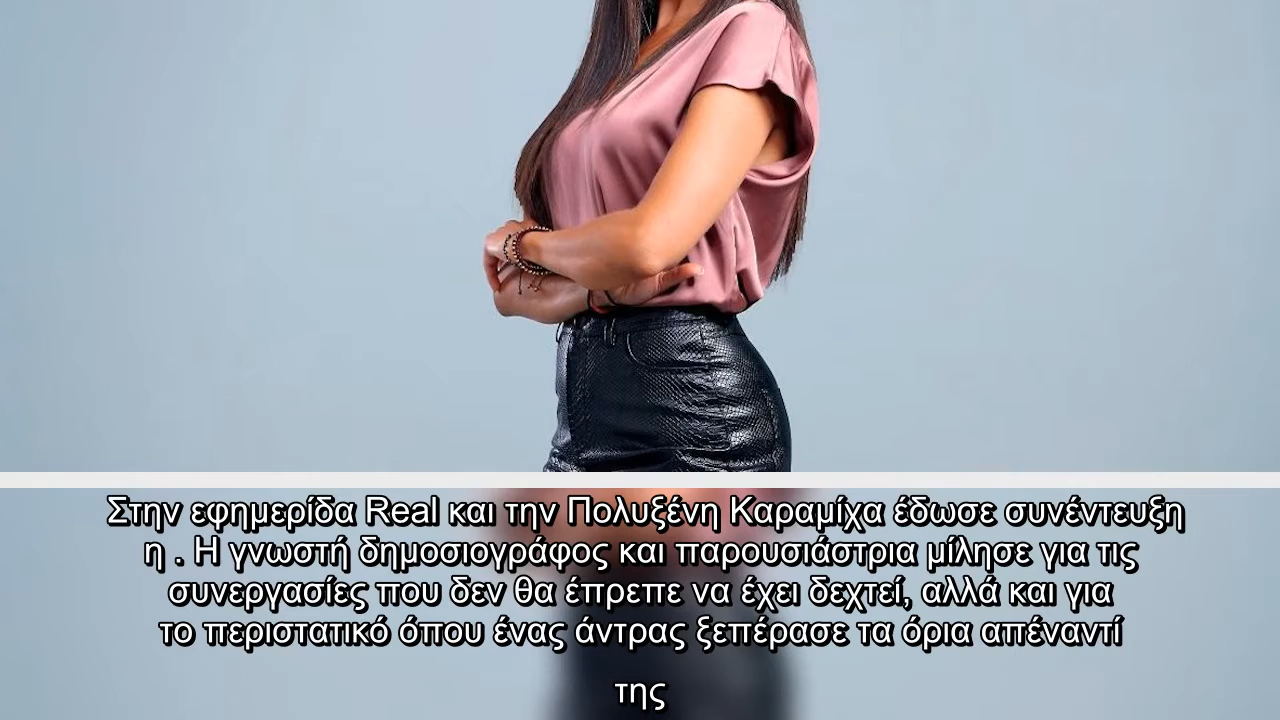 Στην εφημερίδα Real και την Πολυξένη Καραμίχα έδωσε συνέντευξη
η . Η γνωστή δημοσιογράφος και παρουσιάστρια μίλησε για τις
συνεργασίες που δεν θα έπρεπε να έχει δεχτεί, αλλά και για
το περιστατικό όπου ένας άντρας ξεπέρασε τα όρια απέναντί
της